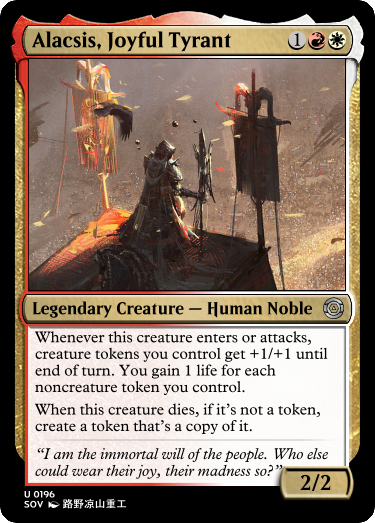 Alacsis, Joyful Tyrant 1
Legendary Creature — Human Noble
Whenever this creature enters or attacks,
creature tokens you control get +1/+1 until
end of turn. You gain 1 life for each
noncreature token you control.
When this creature dies, if it's not a token,
create a token that's a copy of it.
“I am the immortal will of the people. Who else
could wear their joy, their madness so?”
2/2
U 0196
SOV 路野凉山重工